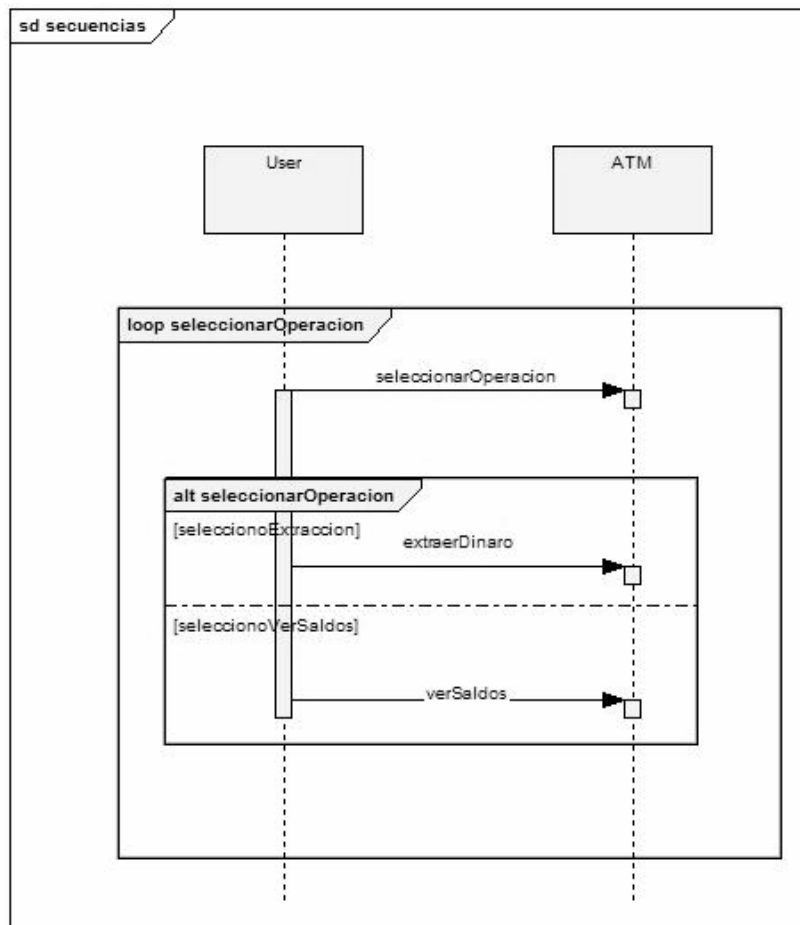 sd secuencias
User
ATM
loop seleccionarOperacion
seleccionarOperacion
alt seleccionarOperacion
[seleccionoExtraccion]
extraerDinaro
[seleccionoVerSaldos]
verSaldos